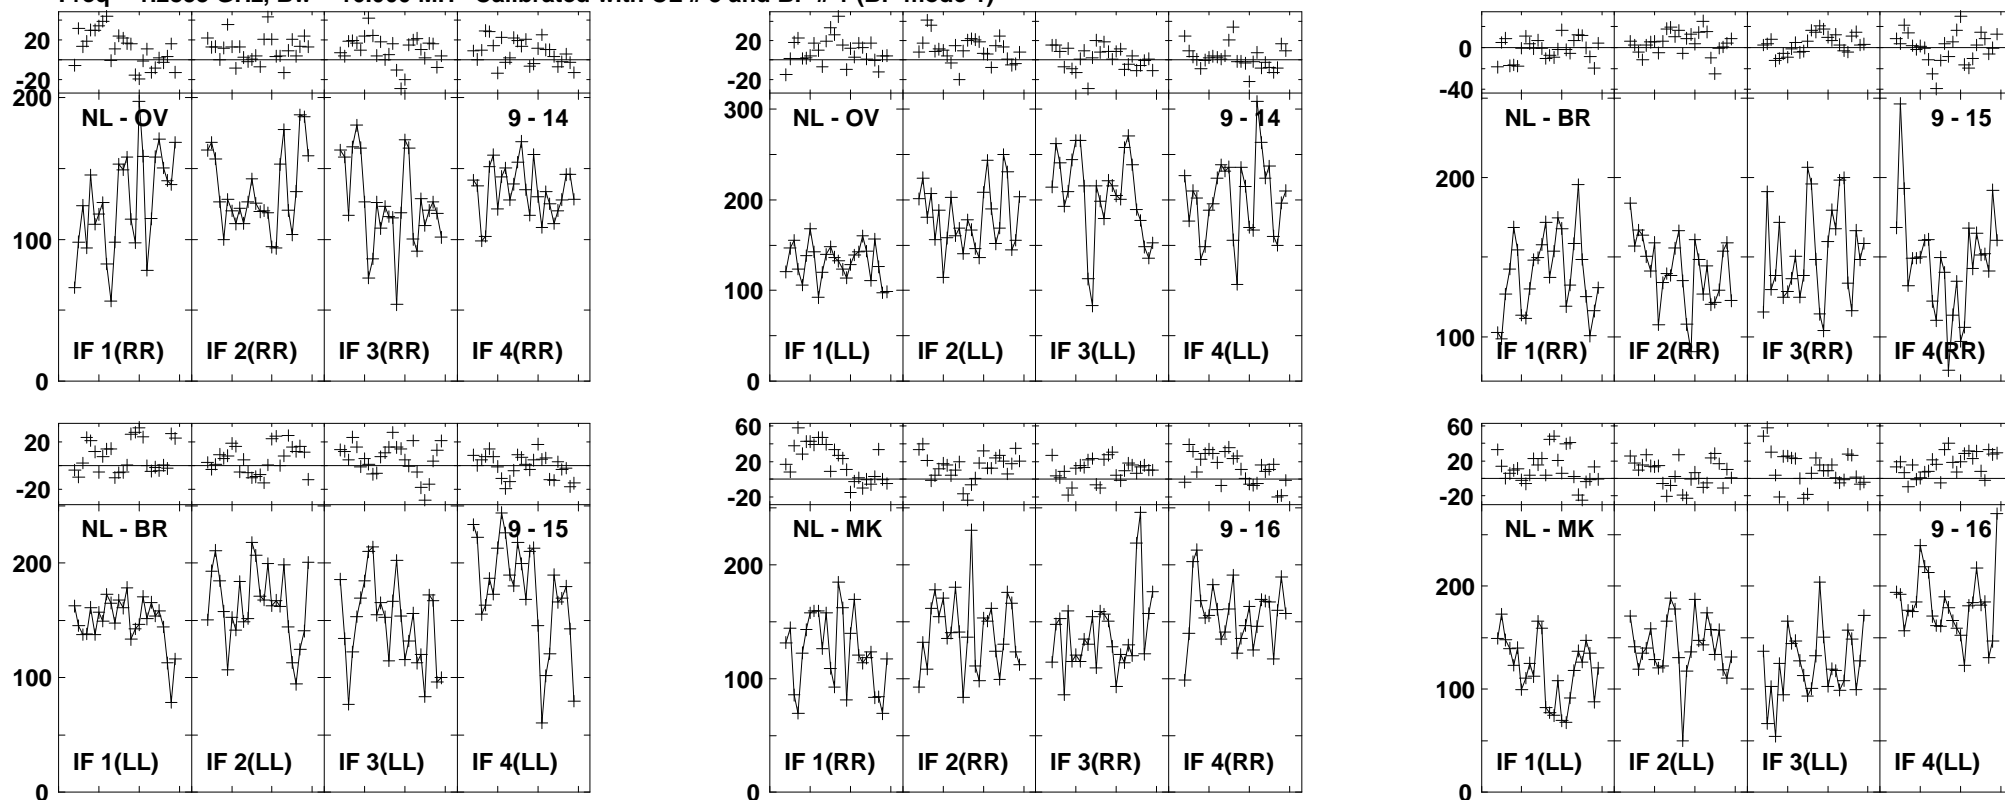 20
-20
200
100
0
NL - OV
9 - 14
IF 1(RR)
IF 2(RR)
IF 3(RR)
IF 4(RR)
20
-20
300
200
100
0
NL - OV
9 - 14
IF 1(LL)
IF 2(LL)
IF 3(LL)
IF 4(LL)
0
-40
200
100
NL - BR
9 - 15
IF 1(RR)
IF 2(RR)
IF 3(RR)
IF 4(RR)
20
-20
200
100
0
NL - BR
9 - 15
IF 1(LL)
IF 2(LL)
IF 3(LL)
IF 4(LL)
60
20
-20
200
100
0
NL - MK
9 - 16
IF 1(RR)
IF 2(RR)
IF 3(RR)
IF 4(RR)
60
20
-20
200
100
0
NL - MK
9 - 16
IF 1(LL)
IF 2(LL)
IF 3(LL)
IF 4(LL)